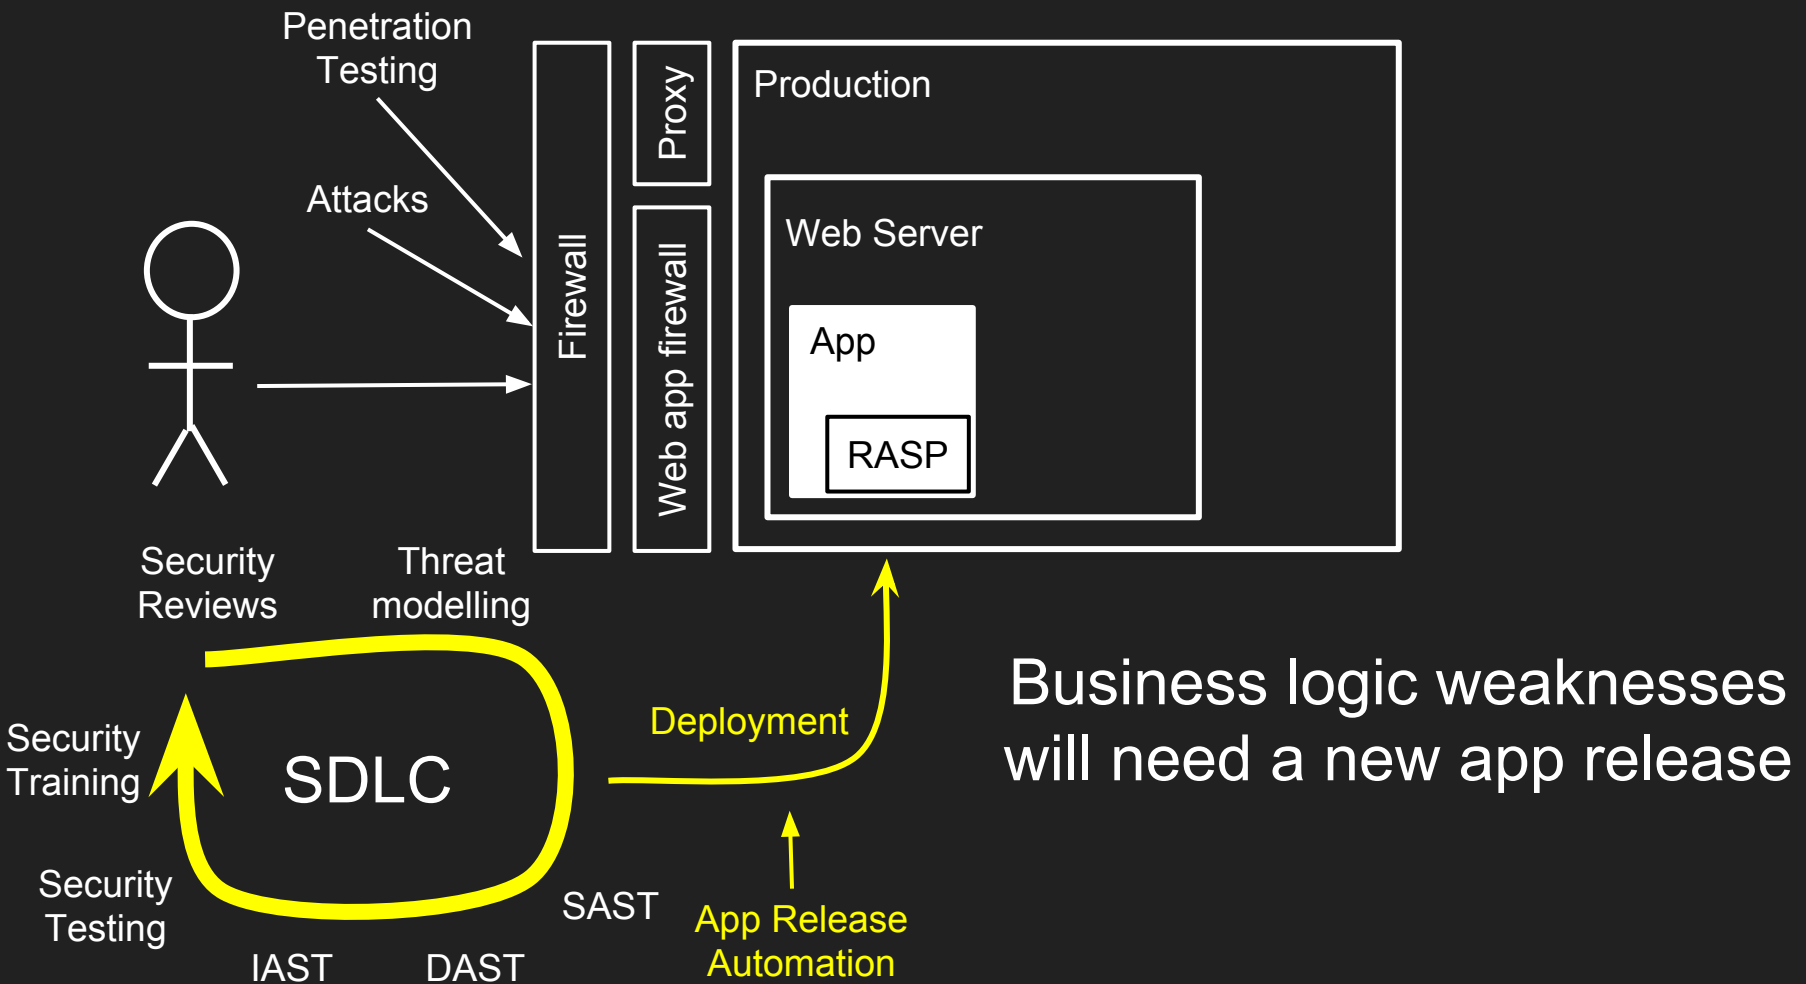 Penetration
Testing
Attacks
Firewall
Proxy
Web app firewall
Production
Web Server
App
RASP
Security
Reviews
Threat
modelling
Security
Training
SDLC
Security
Testing
IAST
DAST
SAST
Deployment
App Release
Automation
Business logic weaknesses
will need a new app release